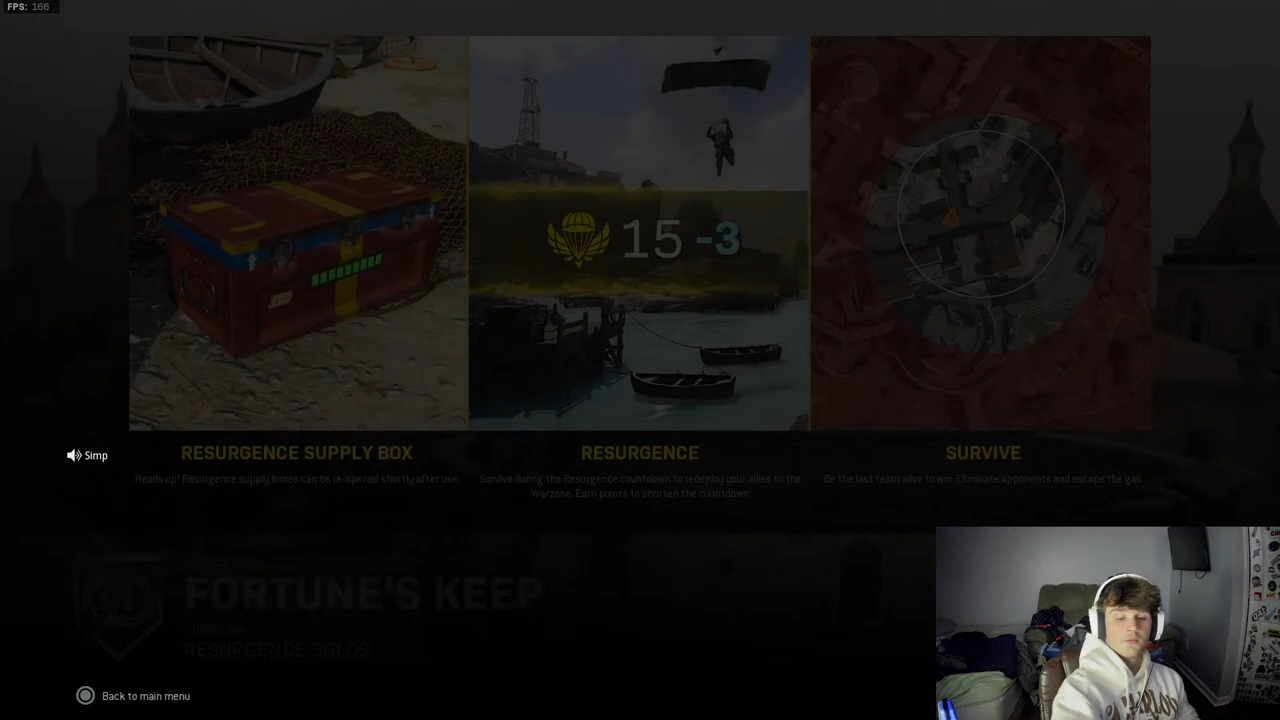 FPS: 166
15 -3
RESURGENCE SUPPLY BOX
Heads up! Resurgence supply boxes can be re-opened shortly after use.
RESURGENCE
Survive during the Resurgence countdown to redeploy your allies to the
Warzone. Earn points to shorten the countdown.
SURVIVE
Be the last team alive to win. Eliminate opponents and escape the gas.
Simp
FORTUNE'S KEEP
RESURGENCE SOLOS
Back to main menu